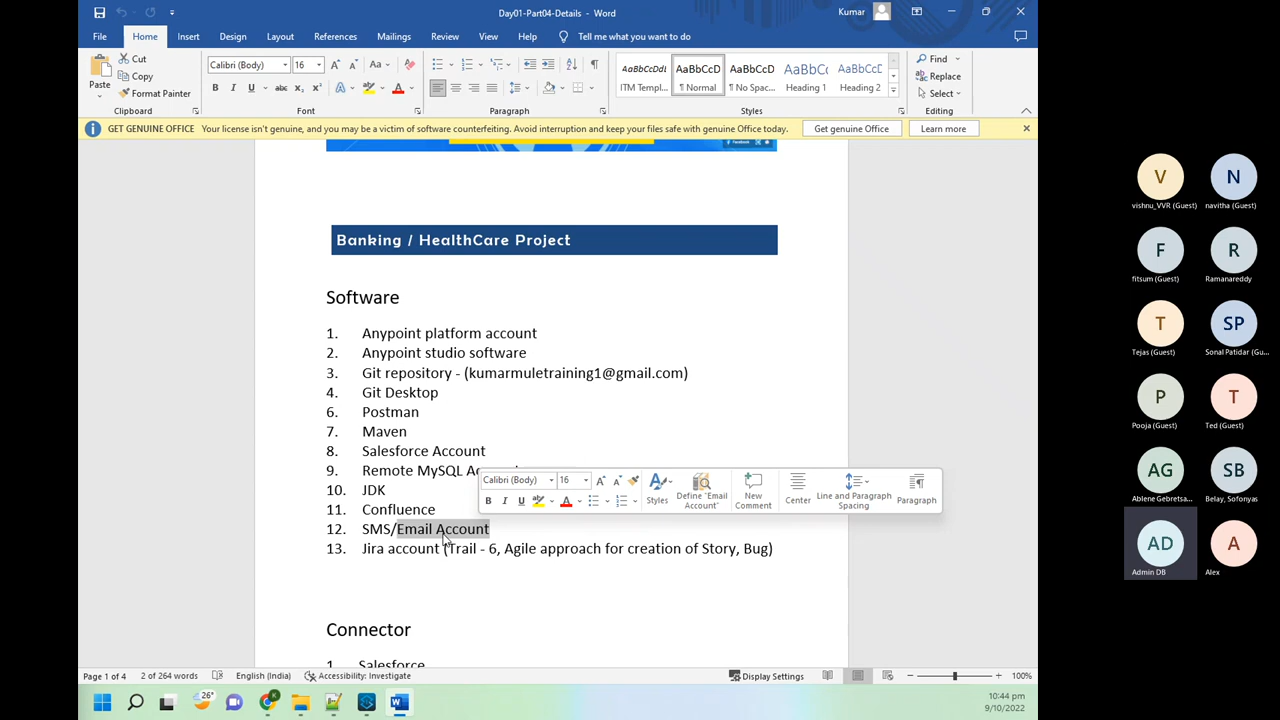 Day01-Part04-Details - Word
Kumar
File Home Insert Design Layout References Mailings Review View Help Tell me what you want to do
Paste
Cut
Copy
Format Painter
Calibri (Body) 16
AaBbCcDdl AaBbCcD AaBbCcD AaBbCc AaBbCcC
ITM Templ... ¶ Normal ¶ No Spac... Heading 1 Heading 2
Find
Replace
Select
Clipboard Font Paragraph Styles Editing
GET GENUINE OFFICE Your license isn't genuine, and you may be a victim of software counterfeiting. Avoid interruption and keep your files safe with genuine Office today. Get genuine Office Learn more
Facebook
Banking / HealthCare Project
Software
1. Anypoint platform account
2. Anypoint studio software
3. Git repository - (kumarmuletraining1@gmail.com)
4. Git Desktop
6. Postman
7. Maven
8. Salesforce Account
9. Remote MySQL
10. JDK
11. Confluence
12. SMS/Email Account
13. Jira account (Trail - 6, Agile approach for creation of Story, Bug)
Calibri (Body) 16
Styles Define "Email Account" New Comment Center Line and Paragraph Spacing Paragraph
Connector
1. Salesforce
Page 1 of 4 2 of 264 words English (India) Accessibility: Investigate Display Settings 100%
26°
10:44 pm
9/10/2022
V N
vishnu_VVR (Guest) navitha (Guest)
F R
fitsum (Guest) Ramanareddy
T SP
Tejas (Guest) Sonal Patidar (Gu...
P T
Pooja (Guest) Ted (Guest)
AG SB
Ablene Gebretsa... Belay, Sofonyas
AD A
Admin DB Alex